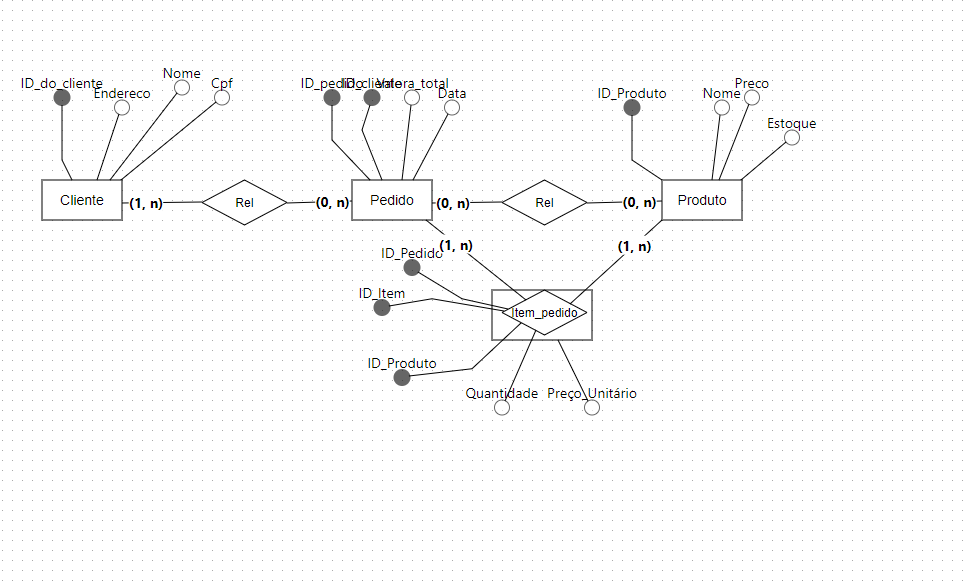 Nome
ID_do_cliente
Endereco
Cpf
ID_pedido
ID_cliente
Valora_total
Data
ID_Produto
Nome
Preco
Estoque
Cliente
(1, n)
Rel
(0, n)
Pedido
(0, n)
Rel
(0, n)
Produto
(1, n)
(1, n)
ID_Pedido
ID_Item
Item_pedido
ID_Produto
Quantidade
Preço_Unitário